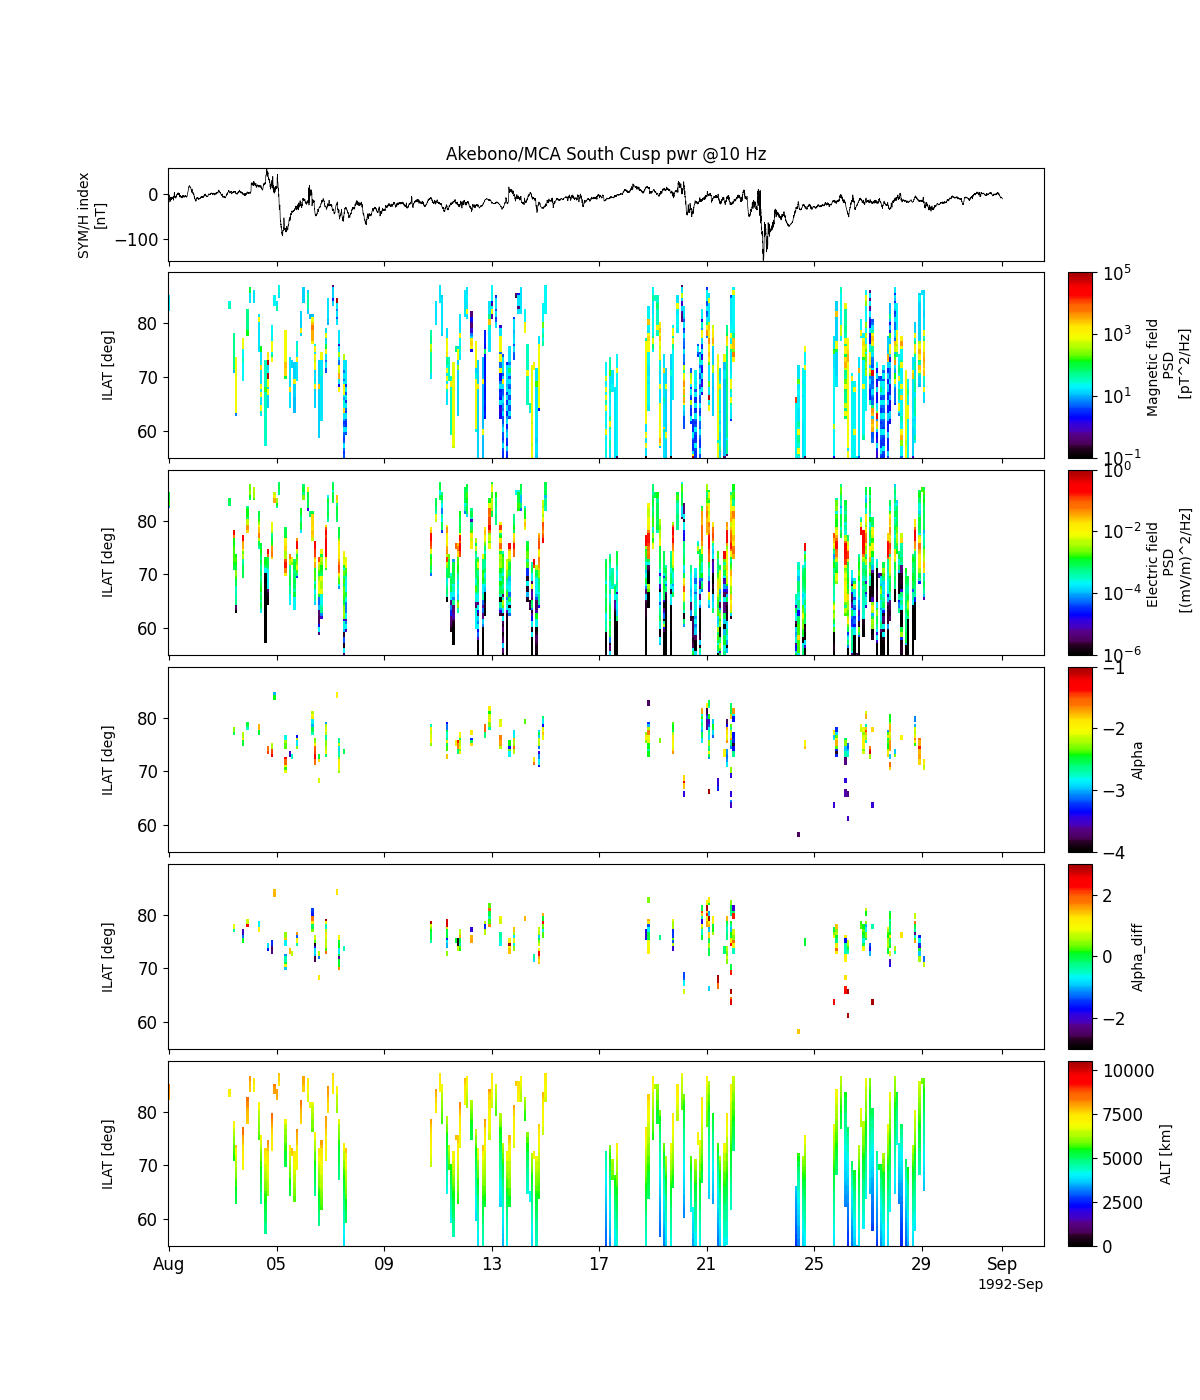 Akebono/MCA South Cusp pwr @10 Hz
SYM/H index
[nT]
0
−100
ILAT [deg]
80
70
60
10^5
10^3
10^1
10^-1
Magnetic field
PSD
[pT^2/Hz]
ILAT [deg]
80
70
60
10^0
10^-2
10^-4
10^-6
Electric field
PSD
[(mV/m)^2/Hz]
ILAT [deg]
80
70
60
−1
−2
−3
−4
Alpha
ILAT [deg]
80
70
60
2
0
−2
Alpha_diff
ILAT [deg]
80
70
60
10000
7500
5000
2500
0
ALT [km]
Aug 05 09 13 17 21 25 29 Sep
1992-Sep